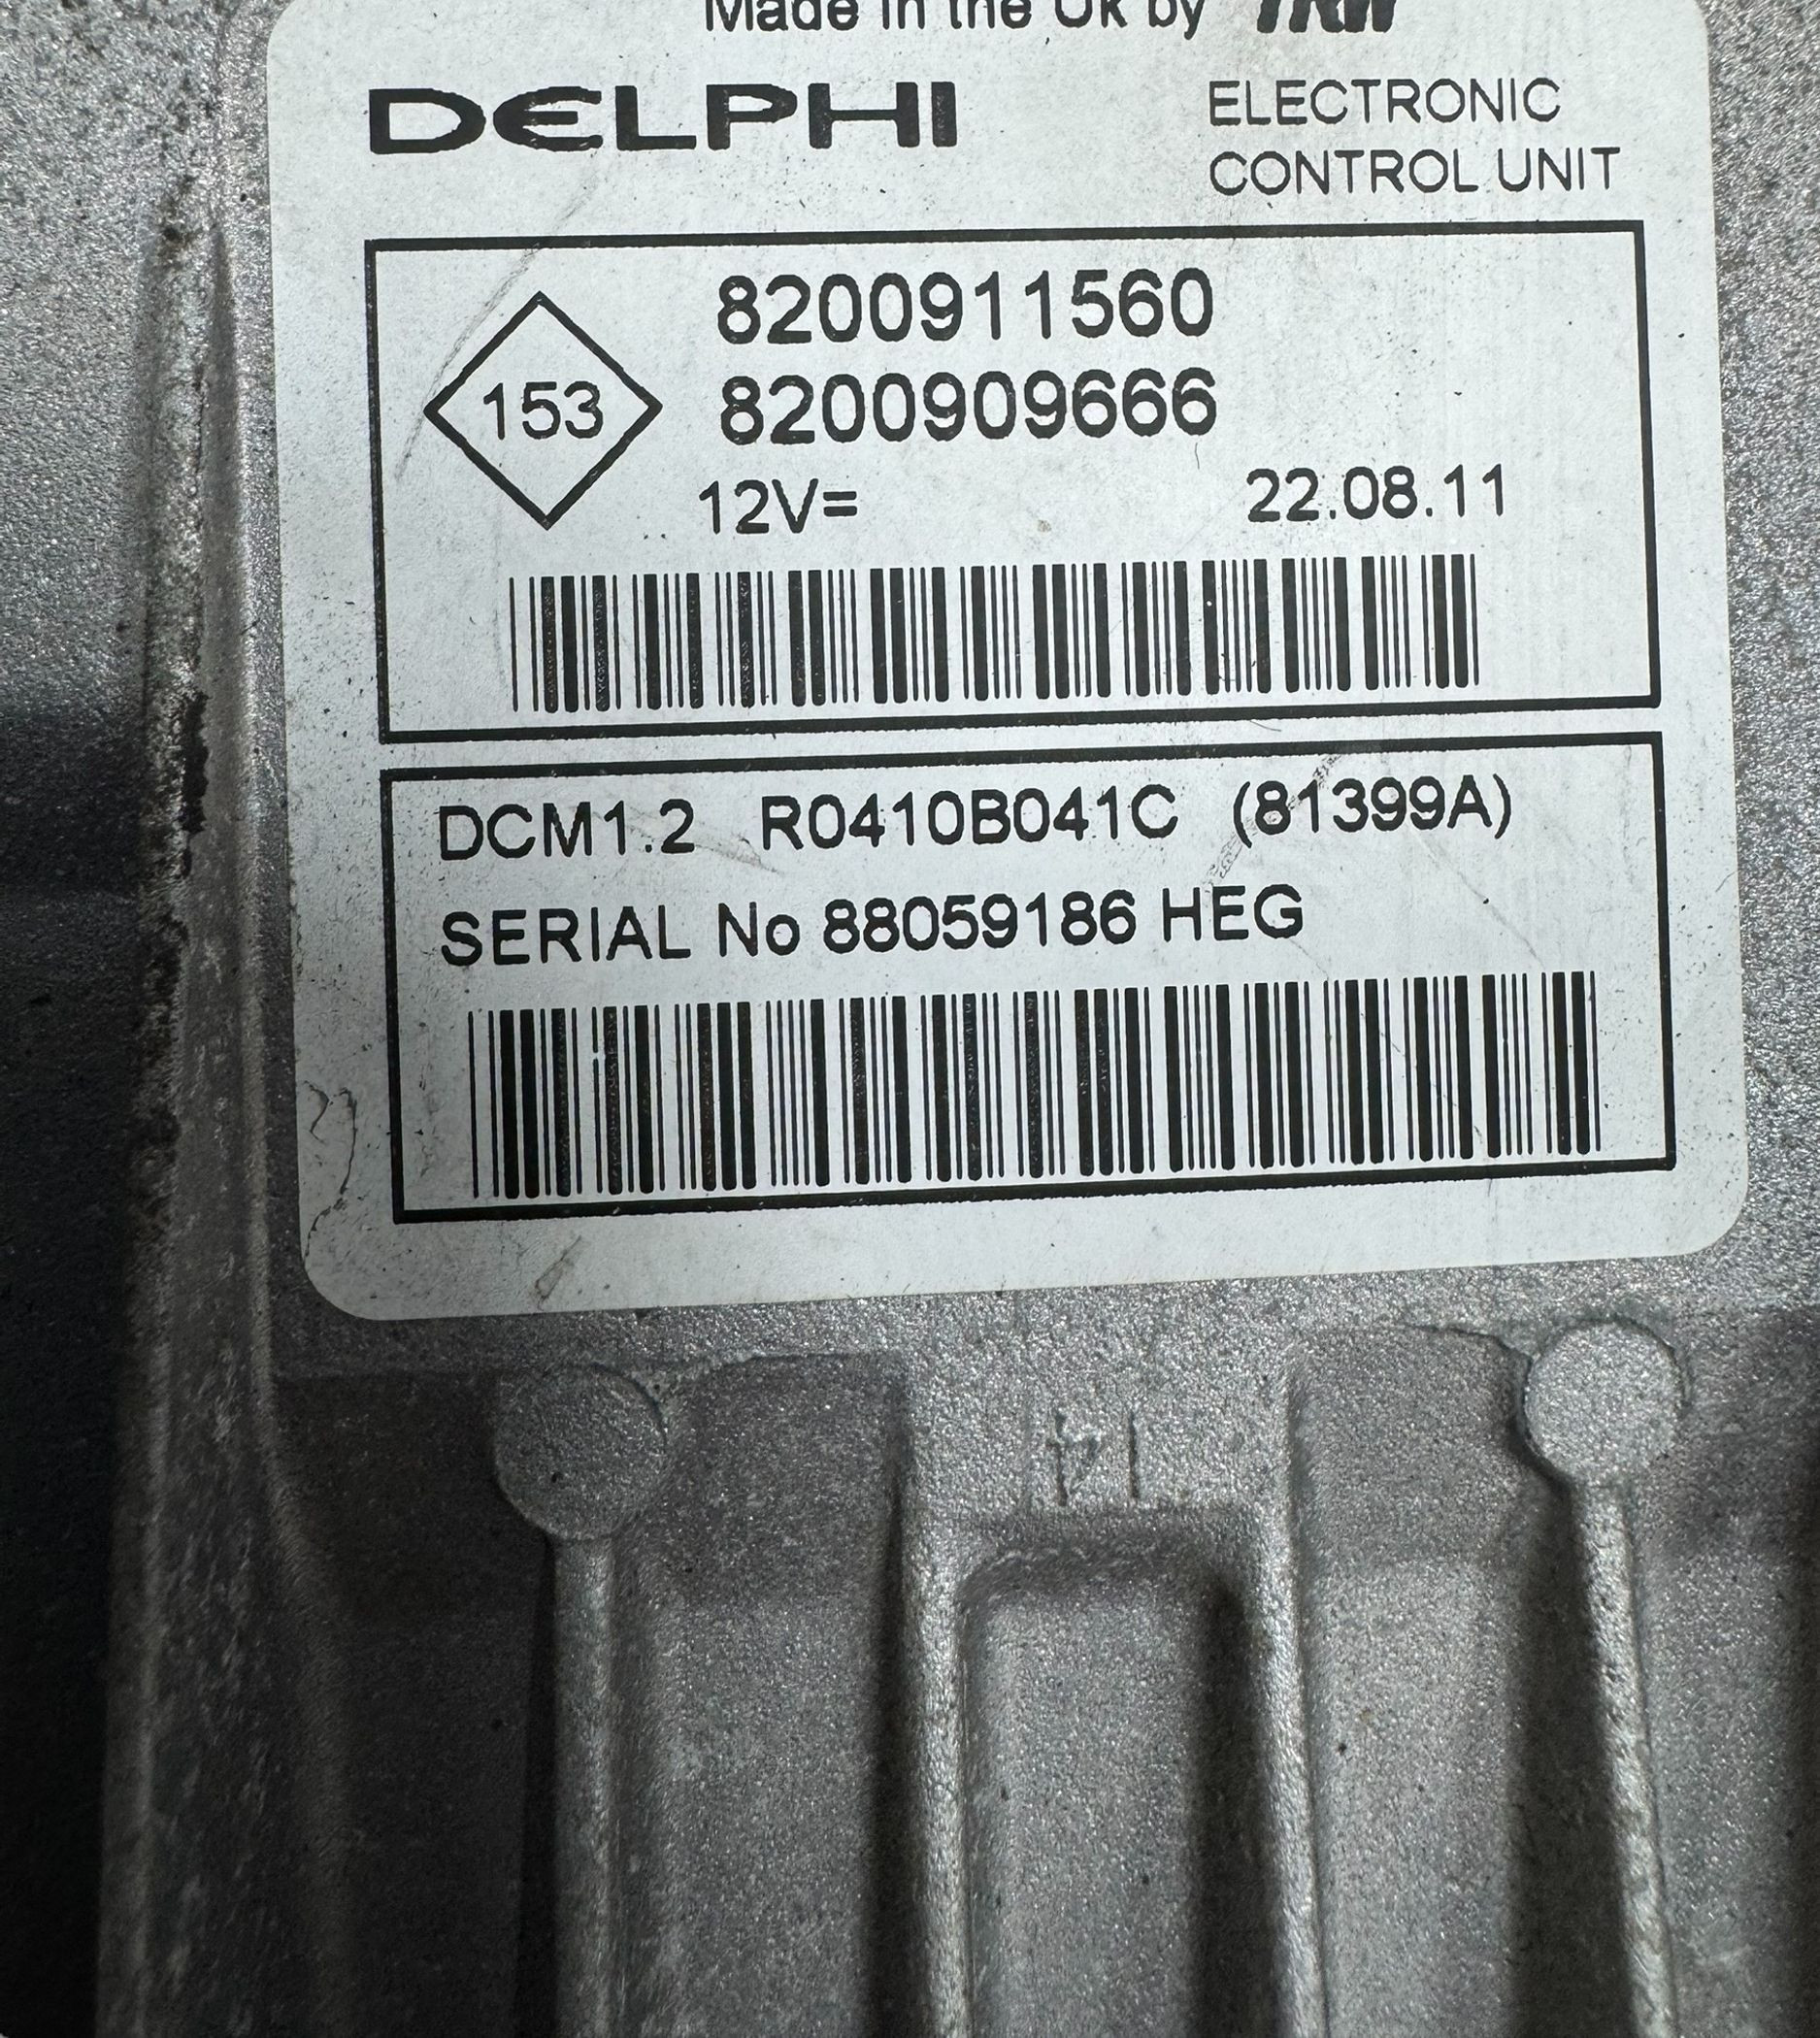 Made in the UK by TRW
DELPHI
ELECTRONIC
CONTROL UNIT
8200911560
153
8200909666
12V=
22.08.11
DCM1.2 R0410B041C (81399A)
SERIAL No 88059186 HEG
14